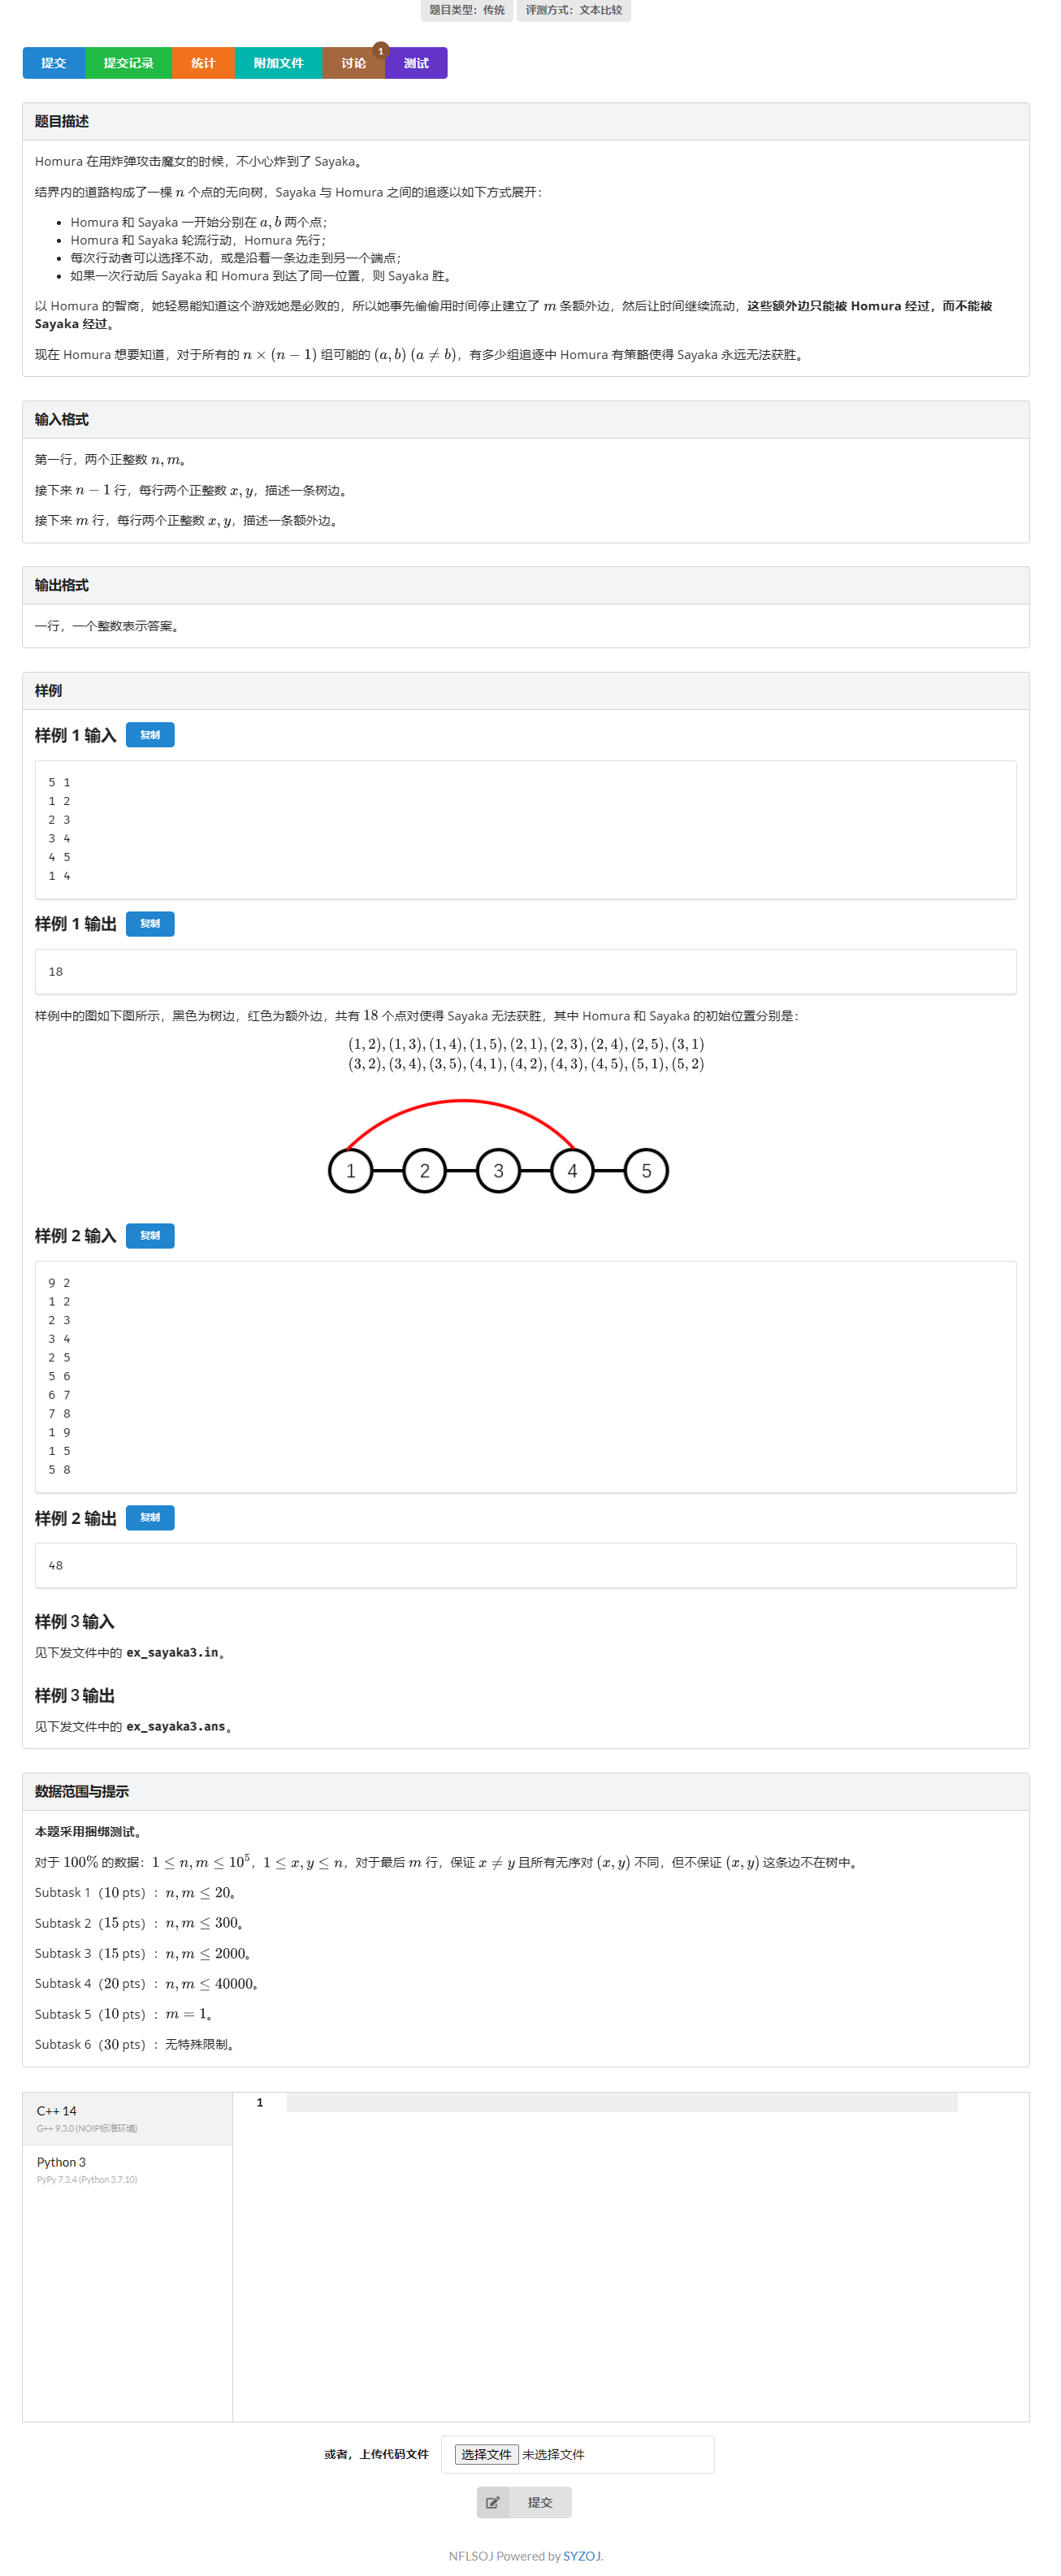 题目类型：传统 评测方式：文本比较
提交 提交记录 统计 附加文件 讨论 1 测试
题目描述
Homura 在用炸弹攻击魔女的时候，不小心炸到了 Sayaka。
结界内的道路构成了一棵 n 个点的无向树，Sayaka 与 Homura 之间的追逐以如下方式展开：
• Homura 和 Sayaka 一开始分别在 a, b 两个点；
• Homura 和 Sayaka 轮流行动，Homura 先行；
• 每次行动者可以选择不动，或是沿着一条边走到另一个端点；
• 如果一次行动后 Sayaka 和 Homura 到达了同一位置，则 Sayaka 胜。
以 Homura 的智商，她轻易能知道这个游戏她是必败的，所以她事先偷偷用时间停止建立了 m 条额外边，然后让时间继续流动，这些额外边只能被 Homura 经过，而不能被
Sayaka 经过。
现在 Homura 想要知道，对于所有的 n × (n − 1) 组可能的 (a, b) (a ≠ b)，有多少组追逐中 Homura 有策略使得 Sayaka 永远无法获胜。
输入格式
第一行，两个正整数 n, m。
接下来 n − 1 行，每行两个正整数 x, y，描述一条树边。
接下来 m 行，每行两个正整数 x, y，描述一条额外边。
输出格式
一行，一个整数表示答案。
样例
样例 1 输入 复制
5 1
1 2
2 3
3 4
4 5
1 4
样例 1 输出 复制
18
样例中的图如下图所示，黑色为树边，红色为额外边，共有 18 个点对使得 Sayaka 无法获胜，其中 Homura 和 Sayaka 的初始位置分别是：
(1, 2), (1, 3), (1, 4), (1, 5), (2, 1), (2, 3), (2, 4), (2, 5), (3, 1)
(3, 2), (3, 4), (3, 5), (4, 1), (4, 2), (4, 3), (4, 5), (5, 1), (5, 2)
1 2 3 4 5
样例 2 输入 复制
9 2
1 2
2 3
3 4
2 5
5 6
6 7
7 8
1 9
1 5
5 8
样例 2 输出 复制
48
样例 3 输入
见下发文件中的 ex_sayaka3.in。
样例 3 输出
见下发文件中的 ex_sayaka3.ans。
数据范围与提示
本题采用捆绑测试。
对于 100% 的数据：1 ≤ n, m ≤ 10⁵，1 ≤ x, y ≤ n，对于最后 m 行，保证 x ≠ y 且所有无序对 (x, y) 不同，但不保证 (x, y) 这条边不在树中。
Subtask 1（10 pts）：n, m ≤ 20。
Subtask 2（15 pts）：n, m ≤ 300。
Subtask 3（15 pts）：n, m ≤ 2000。
Subtask 4（20 pts）：n, m ≤ 40000。
Subtask 5（10 pts）：m = 1。
Subtask 6（30 pts）：无特殊限制。
C++ 14
G++ 9.3.0 (NOIP标准环境)
Python 3
PyPy 7.3.4 (Python 3.7.10)
1
或者，上传代码文件 选择文件 未选择文件
提交
NFLSOJ Powered by SYZOJ.